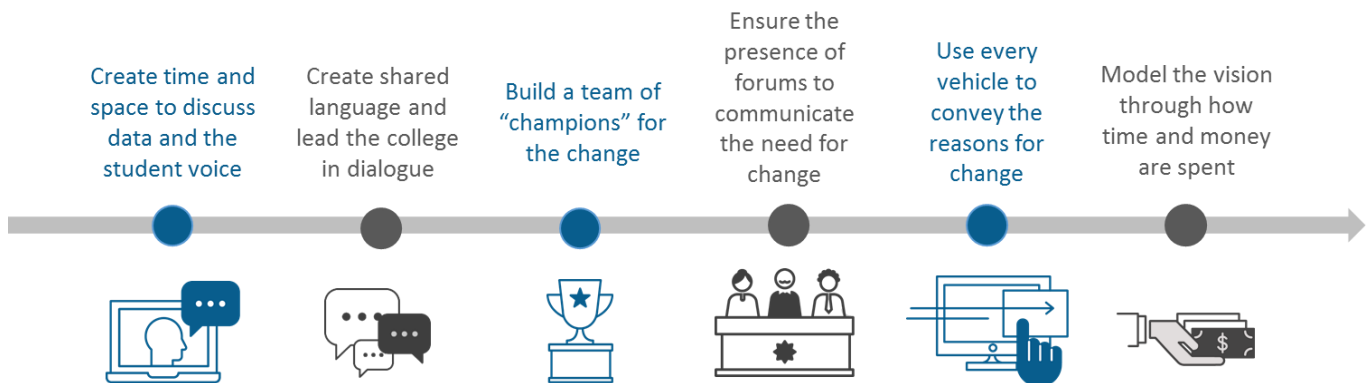 Create time and
space to discuss
data and the
student voice
Create shared
language and
lead the college
in dialogue
Build a team of
“champions” for
the change
Ensure the
presence of
forums to
communicate
the need for
change
Use every
vehicle to
convey the
reasons for
change
Model the vision
through how
time and money
are spent
$